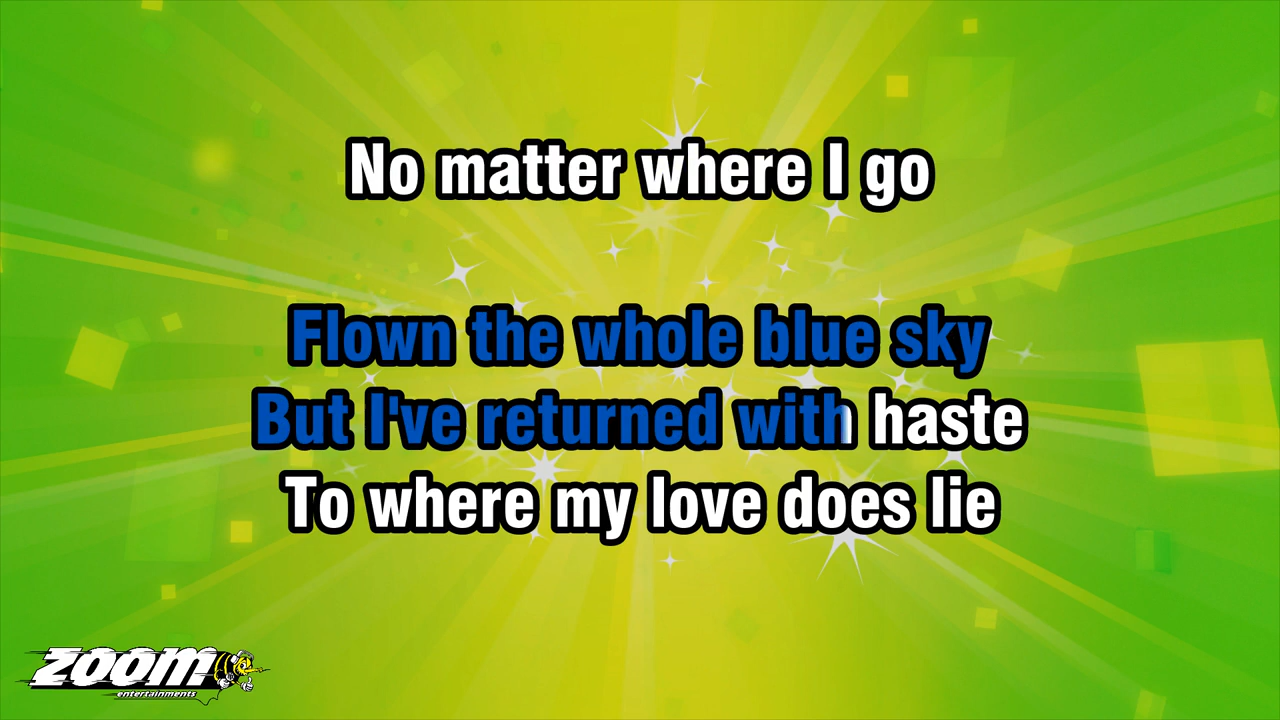 No matter where I go
Flown the whole blue sky
But I've returned with haste
To where my love does lie
zoom
entertainments